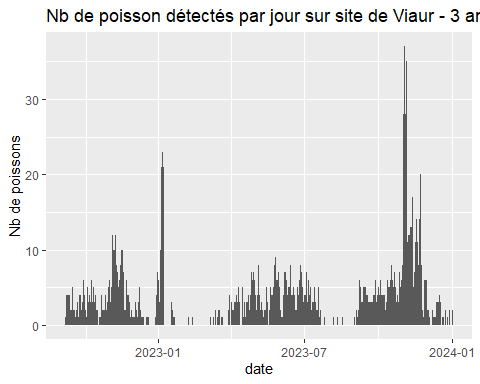 Nb de poisson détectés par jour sur site de Viaur - 3 ar
Nb de poissons
30
20
10
0
2023-01
2023-07
2024-01
date